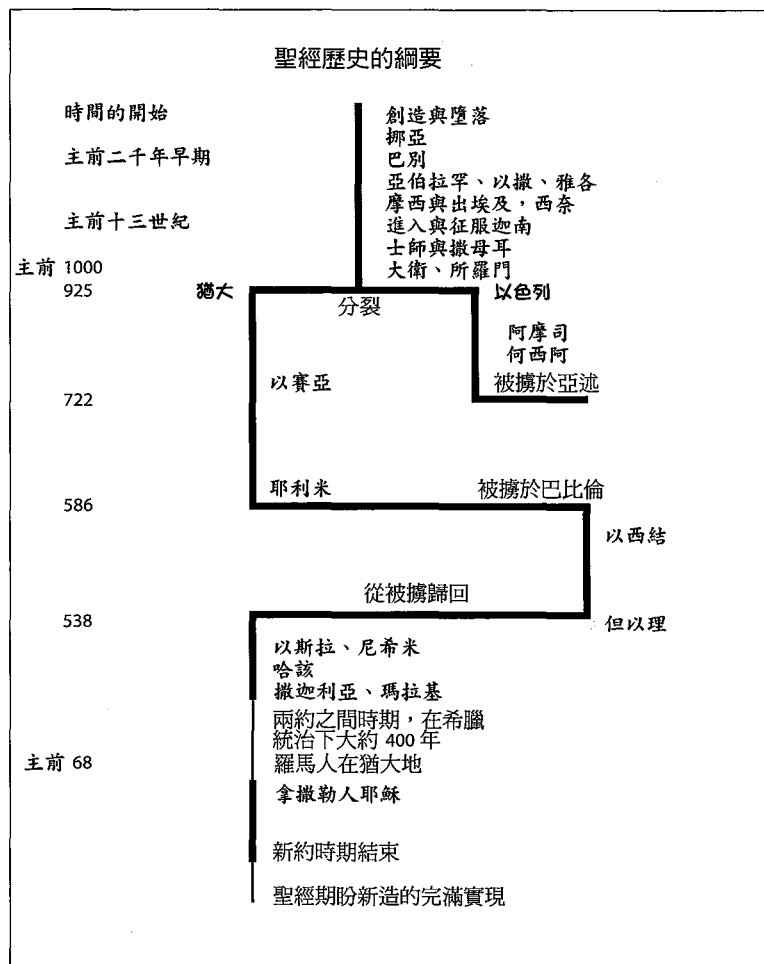 聖經歷史的綱要
時間的開始
創造與墮落
挪亞
主前二千年早期
巴別
亞伯拉罕、以撒、雅各
摩西與出埃及，西奈
主前十三世紀
進入與征服迦南
士師與撒母耳
主前 1000
大衛、所羅門
925
猶大
以色列
分裂
阿摩司
何西阿
以賽亞
被擄於亞述
722
耶利米
被擄於巴比倫
586
以西結
從被擄歸回
538
但以理
以斯拉、尼希米
哈該
撒迦利亞、瑪拉基
兩約之間時期，在希臘
統治下大約 400 年
主前 68
羅馬人在猶大地
拿撒勒人耶穌
新約時期結束
聖經期盼新造的完滿實現